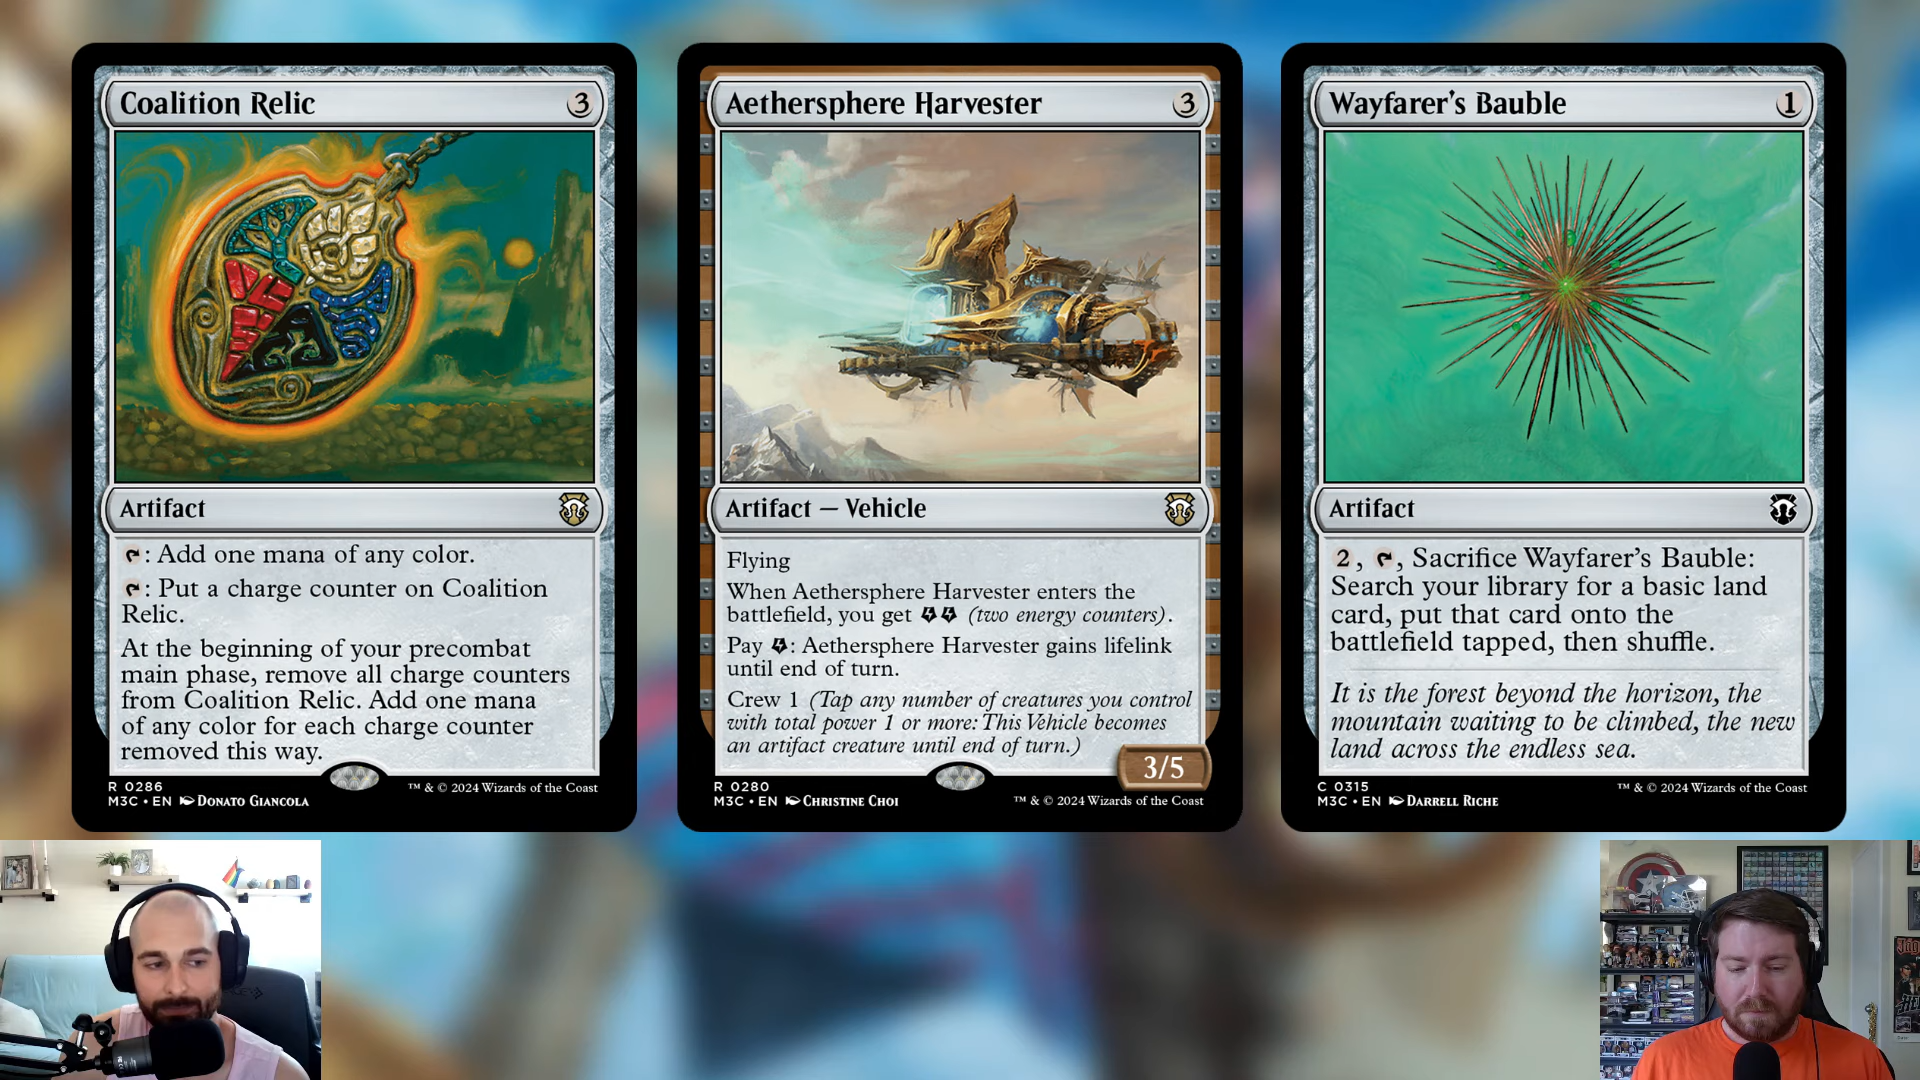 Coalition Relic 3
Artifact
: Add one mana of any color.
: Put a charge counter on Coalition
Relic.
At the beginning of your precombat
main phase, remove all charge counters
from Coalition Relic. Add one mana
of any color for each charge counter
removed this way.
R 0286
M3C • EN Donato Giancola
™ & © 2024 Wizards of the Coast
Aethersphere Harvester 3
Artifact — Vehicle
Flying
When Aethersphere Harvester enters the
battlefield, you get (two energy counters).
Pay : Aethersphere Harvester gains lifelink
until end of turn.
Crew 1 (Tap any number of creatures you control
with total power 1 or more: This Vehicle becomes
an artifact creature until end of turn.)
3/5
R 0280
M3C • EN Christine Choi
™ & © 2024 Wizards of the Coast
Wayfarer's Bauble 1
Artifact
2, , Sacrifice Wayfarer's Bauble:
Search your library for a basic land
card, put that card onto the
battlefield tapped, then shuffle.
It is the forest beyond the horizon, the
mountain waiting to be climbed, the new
land across the endless sea.
C 0315
M3C • EN Darrell Riche
™ & © 2024 Wizards of the Coast